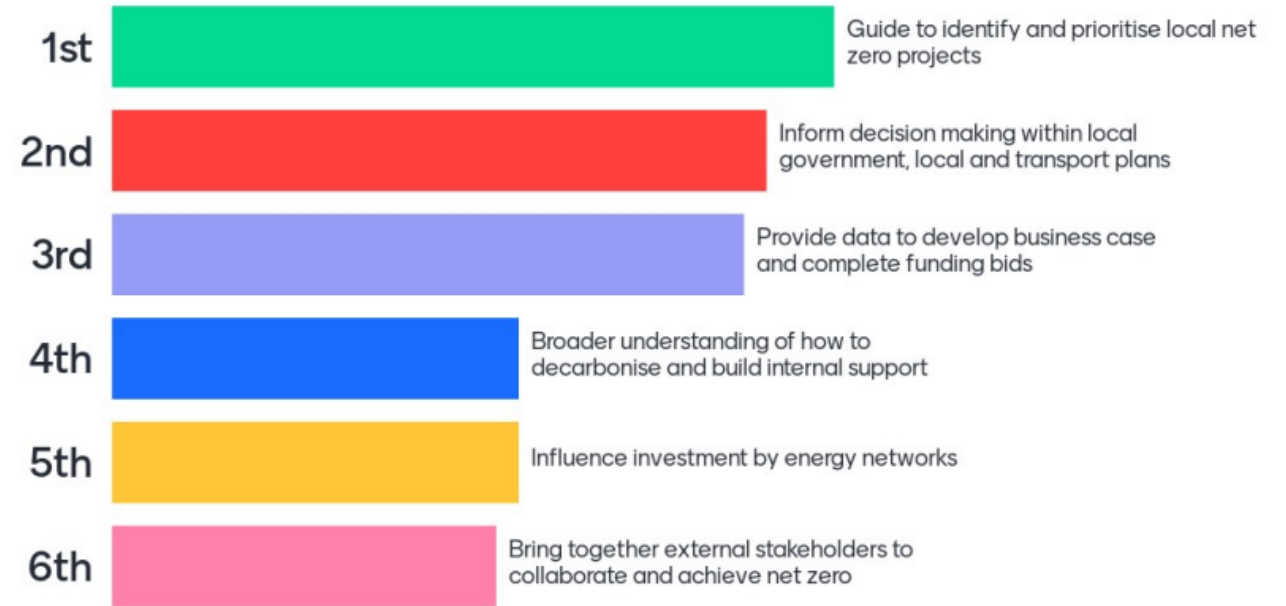 1st
Guide to identify and prioritise local net
zero projects
2nd
Inform decision making within local
government, local and transport plans
3rd
Provide data to develop business case
and complete funding bids
4th
Broader understanding of how to
decarbonise and build internal support
5th
Influence investment by energy networks
6th
Bring together external stakeholders to
collaborate and achieve net zero